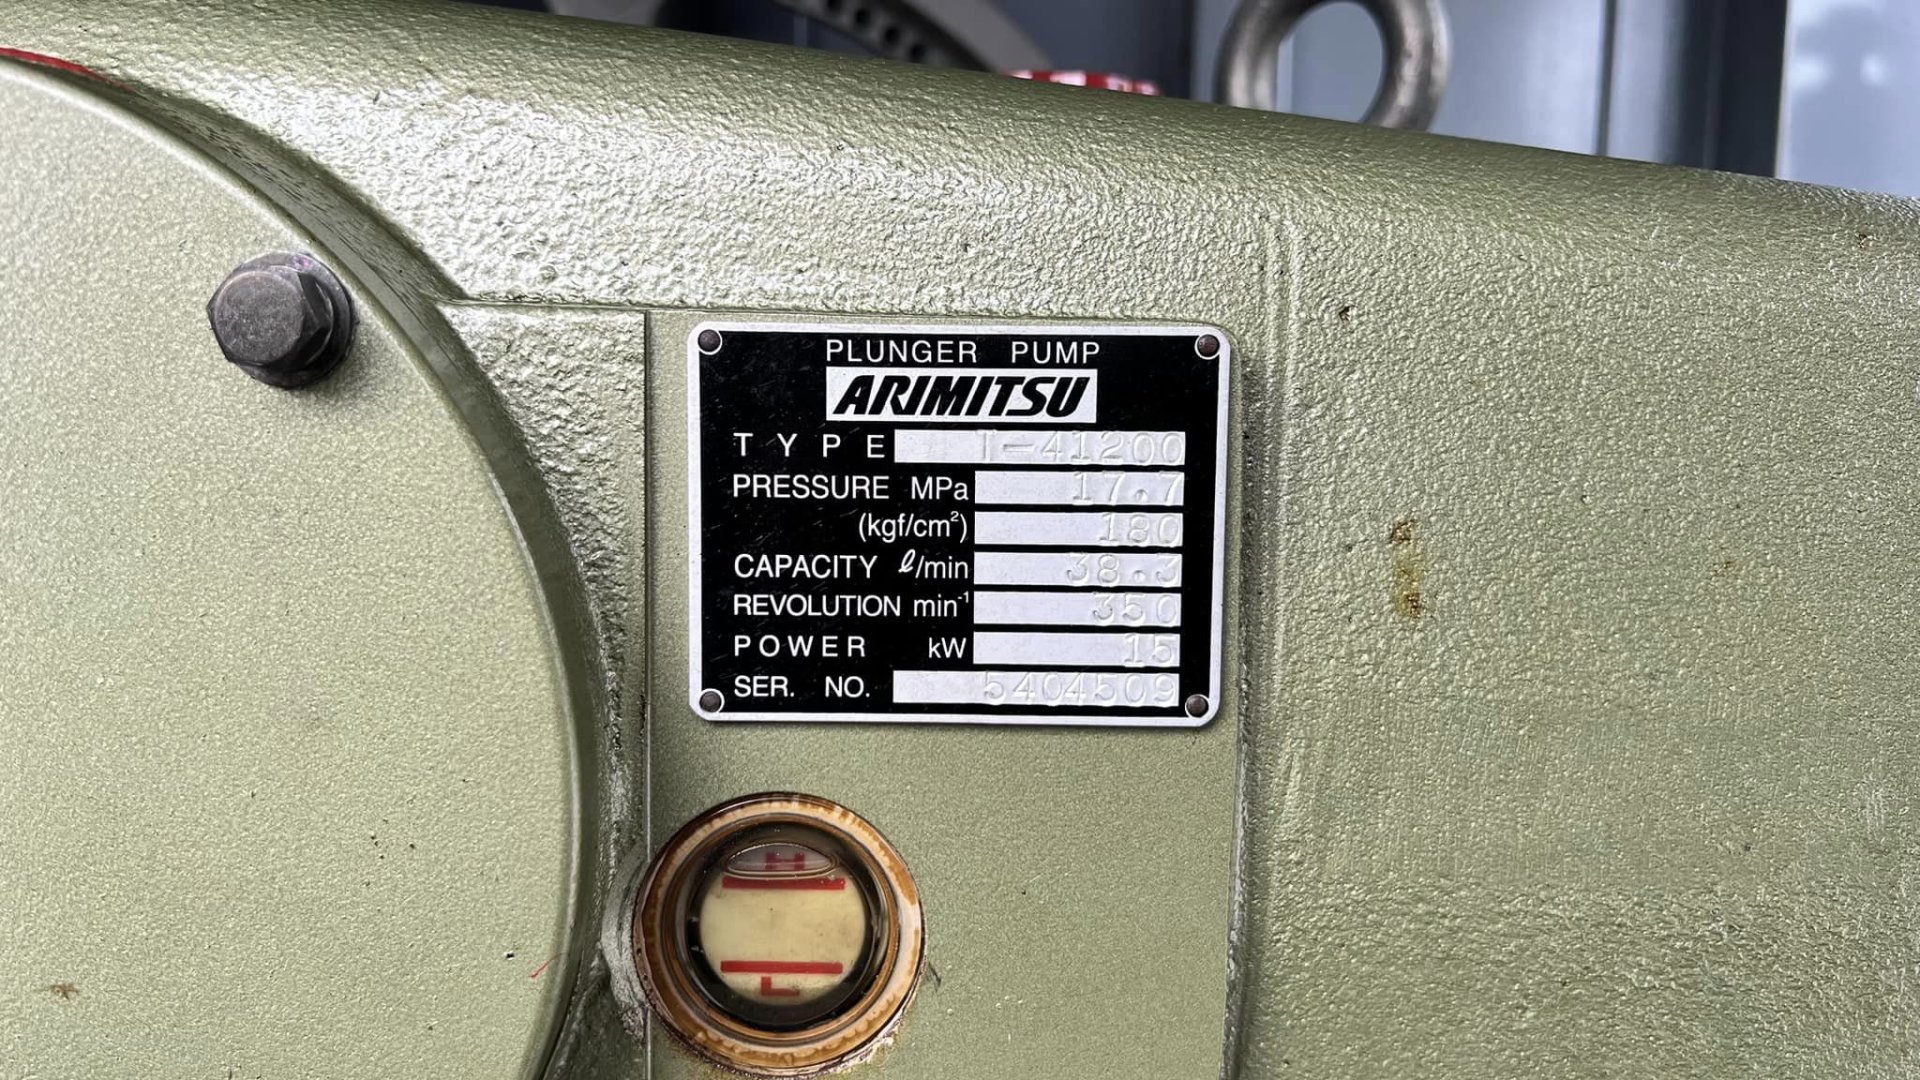 PLUNGER PUMP
ARIMITSU
TYPE T-41200
PRESSURE MPa 17.7
(kgf/cm²) 180
CAPACITY ℓ/min 38.3
REVOLUTION min⁻¹ 350
POWER kW 15
SER. NO. 5404509
H
L